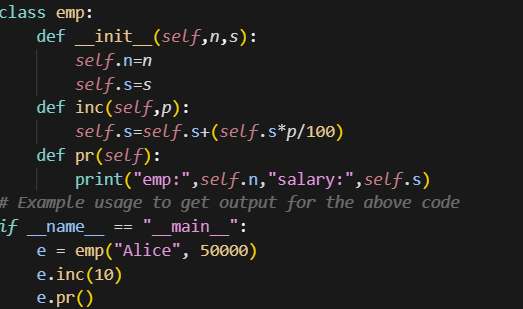 class emp:
    def __init__(self,n,s):
        self.n=n
        self.s=s
    def inc(self,p):
        self.s=self.s+(self.s*p/100)
    def pr(self):
        print("emp:",self.n,"salary:",self.s)
# Example usage to get output for the above code
if __name__ == "__main__":
    e = emp("Alice", 50000)
    e.inc(10)
    e.pr()